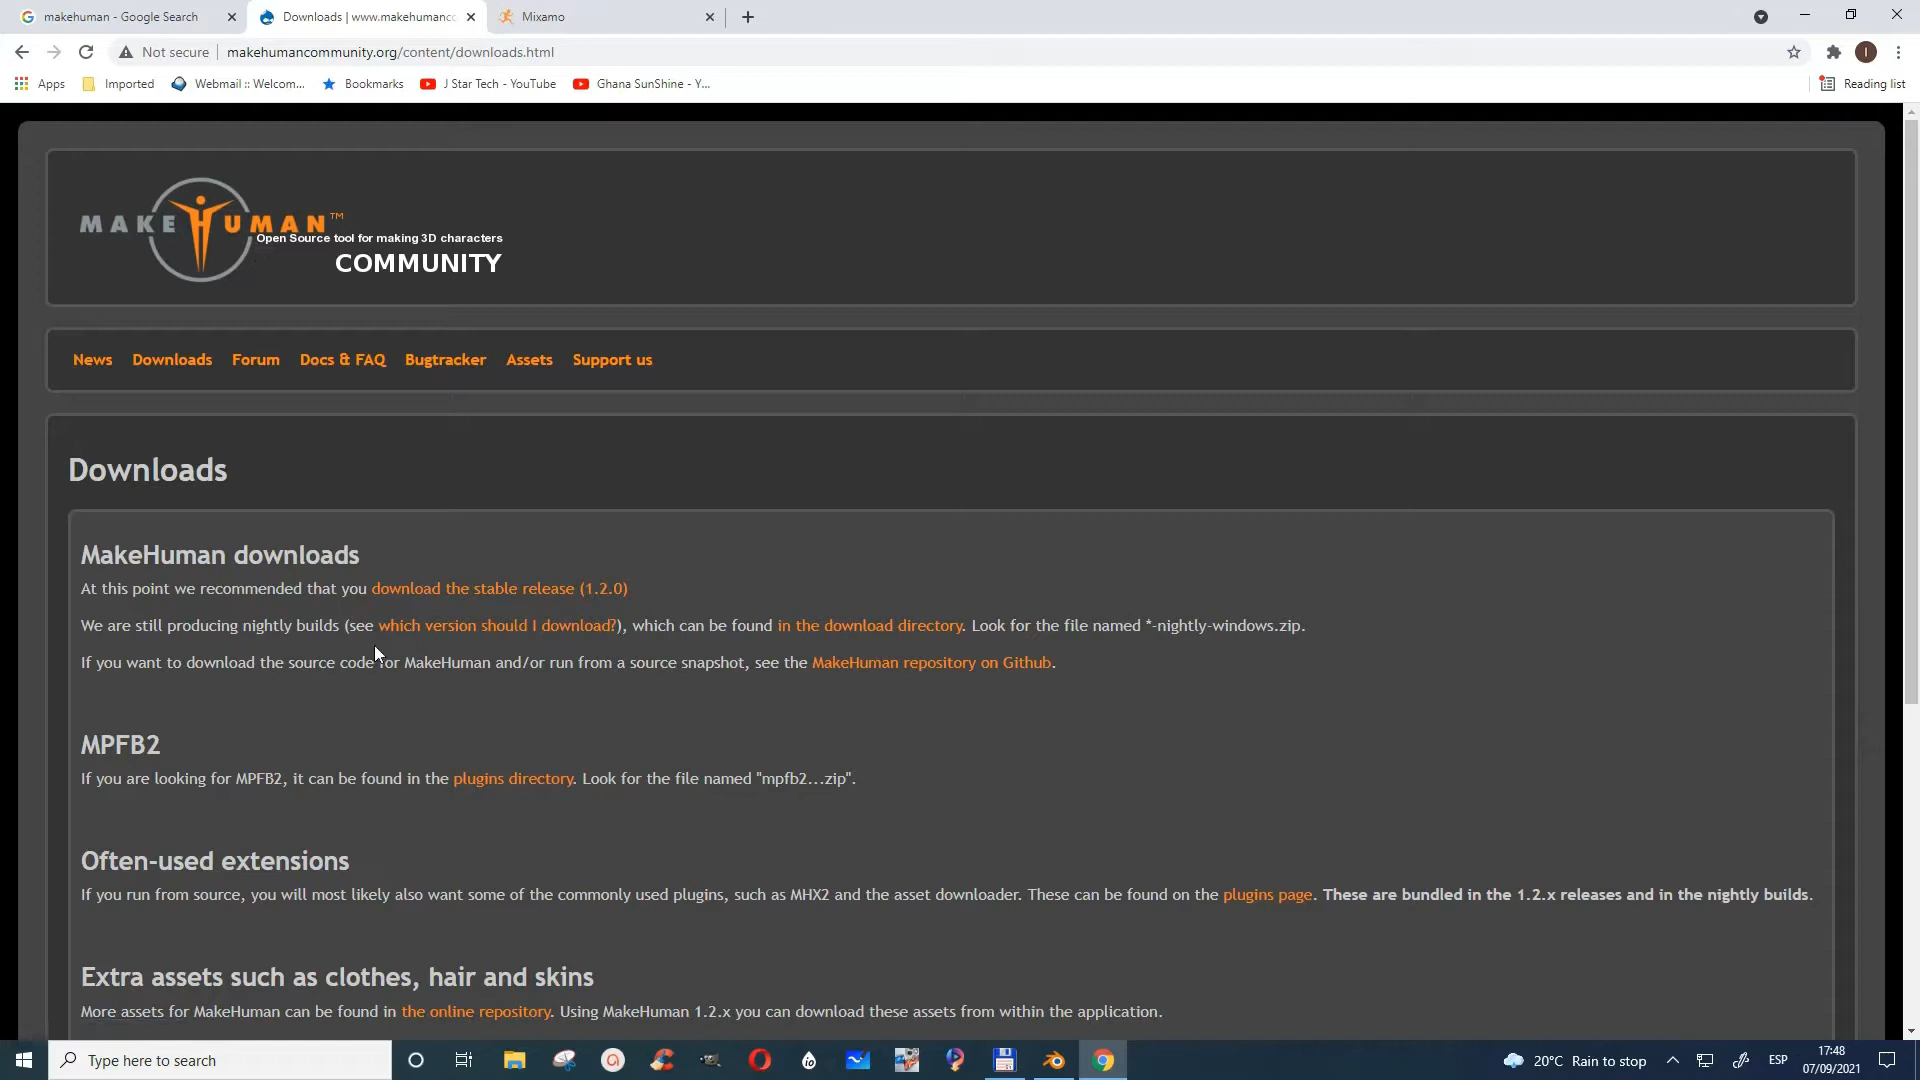 makehuman - Google Search
Downloads | www.makehumanco
Mixamo
Not secure
makehumancommunity.org/content/downloads.html
Apps
Imported
Webmail :: Welcom...
Bookmarks
J Star Tech - YouTube
Ghana SunShine - Y...
Reading list
MAKEHUMAN™
Open Source tool for making 3D characters
COMMUNITY
News Downloads Forum Docs & FAQ Bugtracker Assets Support us
Downloads
MakeHuman downloads
At this point we recommended that you download the stable release (1.2.0)
We are still producing nightly builds (see which version should I download?), which can be found in the download directory. Look for the file named *-nightly-windows.zip.
If you want to download the source code for MakeHuman and/or run from a source snapshot, see the MakeHuman repository on Github.
MPFB2
If you are looking for MPFB2, it can be found in the plugins directory. Look for the file named "mpfb2...zip".
Often-used extensions
If you run from source, you will most likely also want some of the commonly used plugins, such as MHX2 and the asset downloader. These can be found on the plugins page. These are bundled in the 1.2.x releases and in the nightly builds.
Extra assets such as clothes, hair and skins
More assets for MakeHuman can be found in the online repository. Using MakeHuman 1.2.x you can download these assets from within the application.
Type here to search
20°C Rain to stop
ESP
17:48
07/09/2021